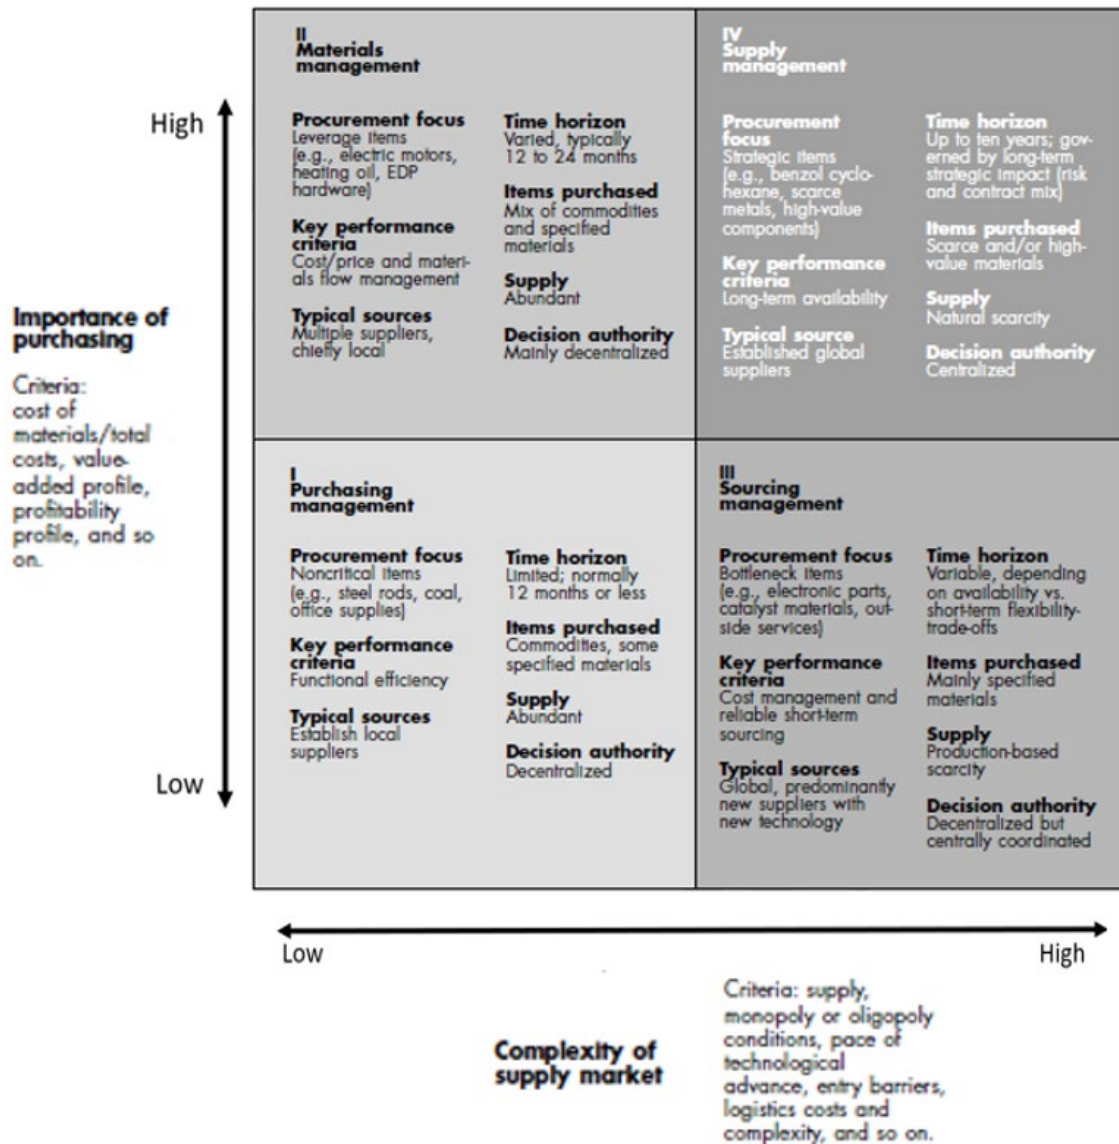 II
Materials
management
Procurement focus
Leverage items
(e.g., electric motors,
heating oil, EDP
hardware)
Key performance
criteria
Cost/price and materi-
als flow management
Typical sources
Multiple suppliers,
chiefly local
Time horizon
Varied, typically
12 to 24 months
Items purchased
Mix of commodities
and specified
materials
Supply
Abundant
Decision authority
Mainly decentralized
IV
Supply
management
Procurement
focus
Strategic items
(e.g., benzol cyclo-
hexane, scarce
metals, high-value
components)
Key performance
criteria
Long-term availability
Typical source
Established global
suppliers
Time horizon
Up to ten years; gov-
erned by long-term
strategic impact (risk
and contract mix)
Items purchased
Scarce and/or high-
value materials
Supply
Natural scarcity
Decision authority
Centralized
High
Importance of
purchasing
Criteria:
cost of
materials/total
costs, value-
added profile,
profitability
profile, and so
on.
Low
I
Purchasing
management
Procurement focus
Noncritical items
(e.g., steel rods, coal,
office supplies)
Key performance
criteria
Functional efficiency
Typical sources
Establish local
suppliers
Time horizon
Limited; normally
12 months or less
Items purchased
Commodities, some
specified materials
Supply
Abundant
Decision authority
Decentralized
III
Sourcing
management
Procurement focus
Bottleneck items
(e.g., electronic parts,
catalyst materials, out-
side services)
Key performance
criteria
Cost management and
reliable short-term
sourcing
Typical sources
Global, predominantly
new suppliers with
new technology
Time horizon
Variable, depending
on availability vs.
short-term flexibility-
trade-offs
Items purchased
Mainly specified
materials
Supply
Production-based
scarcity
Decision authority
Decentralized but
centrally coordinated
Low
High
Complexity of
supply market
Criteria: supply,
monopoly or oligopoly
conditions, pace of
technological
advance, entry barriers,
logistics costs and
complexity, and so on.